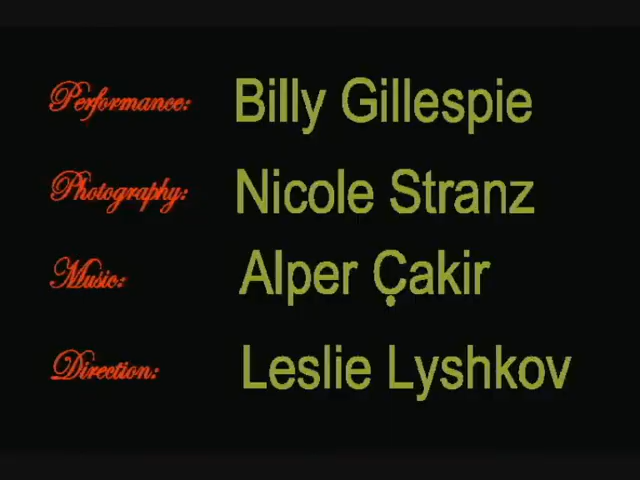 Performance: Billy Gillespie
Photography: Nicole Stranz
Music: Alper Çakir
Direction: Leslie Lyshkov